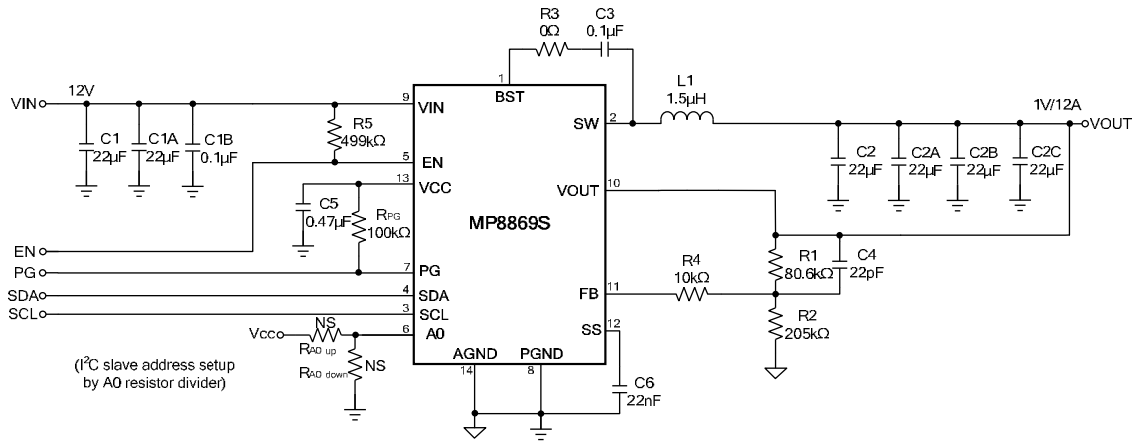 R3
0Ω
C3
0.1µF
1
BST
12V
VIN
9
VIN
C1
22µF
C1A
22µF
C1B
0.1µF
R5
499kΩ
5
EN
13
VCC
C5
0.47µF
RPG
100kΩ
EN
PG
7
PG
SDA
4
SDA
SCL
3
SCL
Vcc
NS
6
A0
RA0 up
RA0 down
NS
(I²C slave address setup
by A0 resistor divider)
MP8869S
SW
2
L1
1.5µH
1V/12A
VOUT
C2
22µF
C2A
22µF
C2B
22µF
C2C
22µF
VOUT
10
R1
80.6kΩ
C4
22pF
R4
10kΩ
FB
11
R2
205kΩ
SS
12
C6
22nF
AGND
14
PGND
8